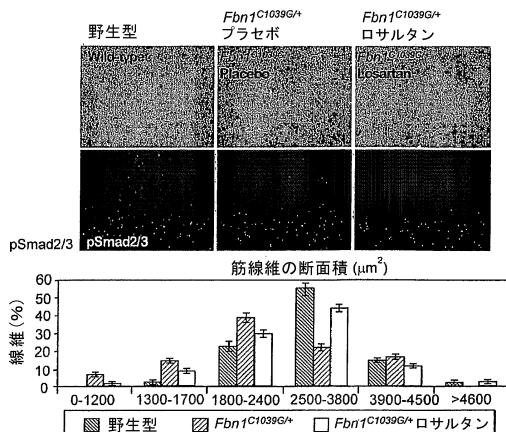 野生型
Fbn1C1039G/+
プラセボ
Fbn1C1039G/+
ロサルタン
Wild-type
Placebo
Losartan
pSmad2/3
pSmad2/3
筋線維の断面積 (μm²)
線維(%)
60
50
40
30
20
10
0
0-1200 1300-1700 1800-2400 2500-3800 3900-4500 >4600
野生型 Fbn1C1039G/+ Fbn1C1039G/+ロサルタン